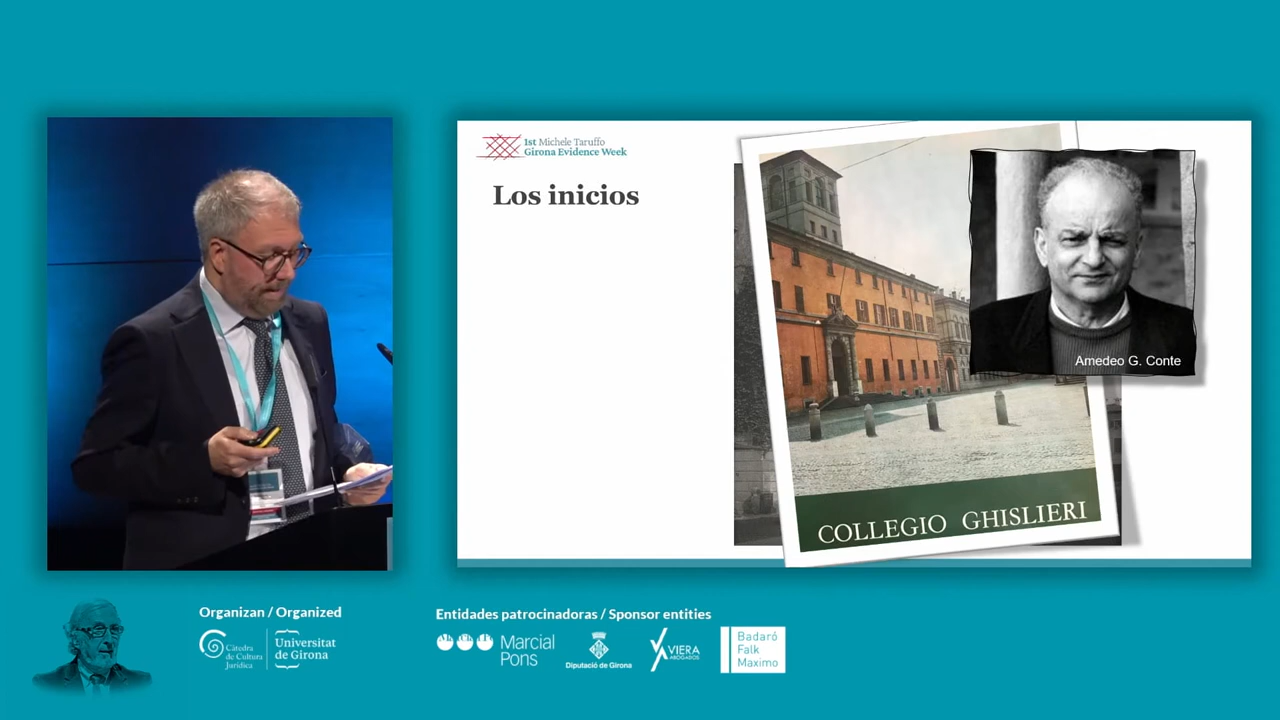 1st Michele Taruffo
Girona Evidence Week
Los inicios
Amedeo G. Conte
COLLEGIO GHISLIERI
Organizan / Organized
Càtedra
de Cultura
Jurídica
Universitat
de Girona
Entidades patrocinadoras / Sponsor entities
Marcial
Pons
Diputació de Girona
VIERA
ABOGADOS
Badaró
Falk
Maximo